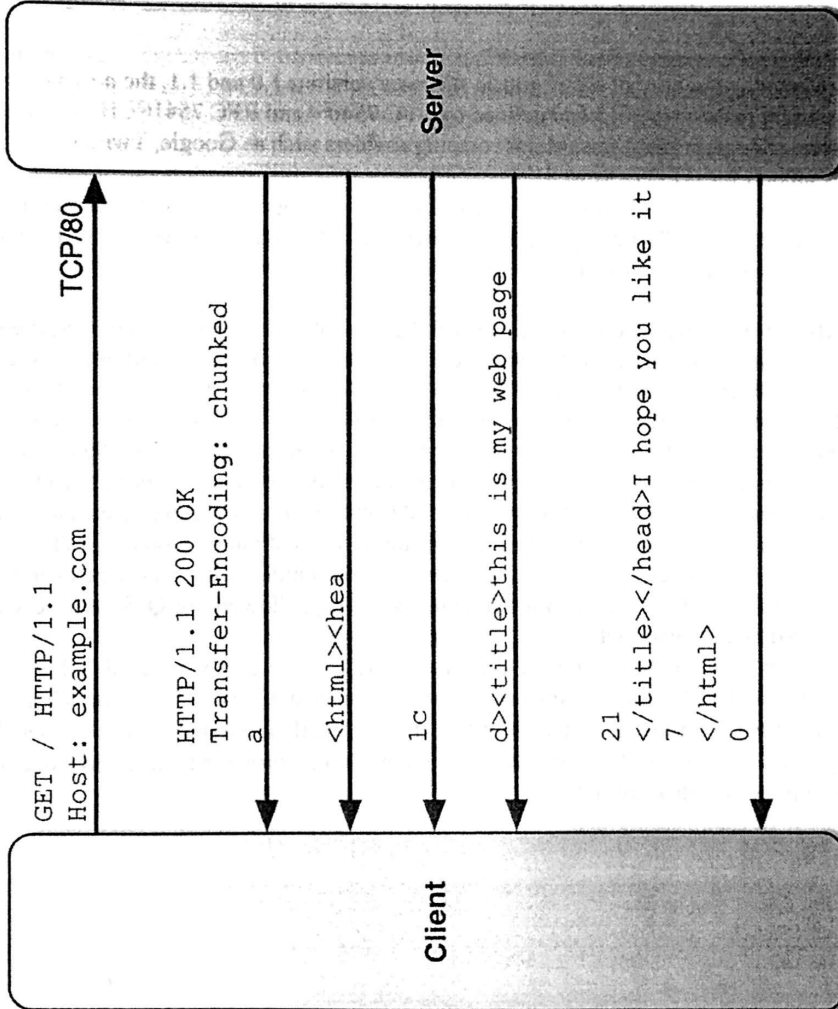 GET / HTTP/1.1
Host: example.com
TCP/80
HTTP/1.1 200 OK
Transfer-Encoding: chunked
a
<html><hea
1c
d><title>this is my web page
21
</title></head>I hope you like it
7
</html>
0
Client
Server